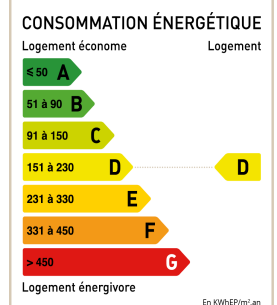 CONSOMMATION ÉNERGÉTIQUE
Logement économe Logement
≤ 50 A
51 à 90 B
91 à 150 C
151 à 230 D D
231 à 330 E
331 à 450 F
> 450 G
Logement énergivore
En KWhEP/m².an